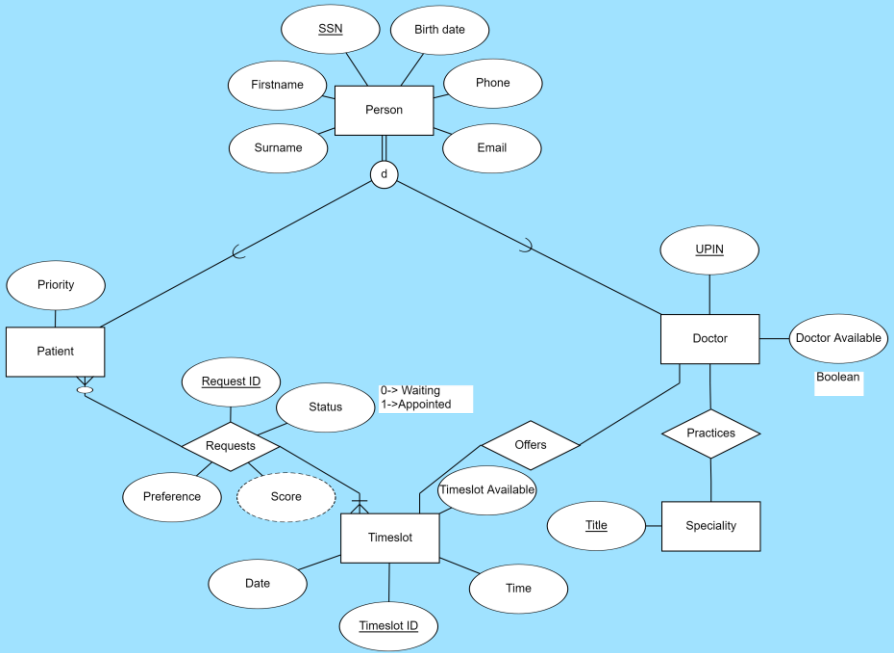 SSN
Birth date
Firstname
Phone
Person
Surname
Email
d
UPIN
Priority
Doctor
Doctor Available
Patient
Boolean
Request ID
0-> Waiting
1->Appointed
Status
Practices
Requests
Offers
Timeslot Available
Preference
Score
Title
Speciality
Timeslot
Date
Time
Timeslot ID